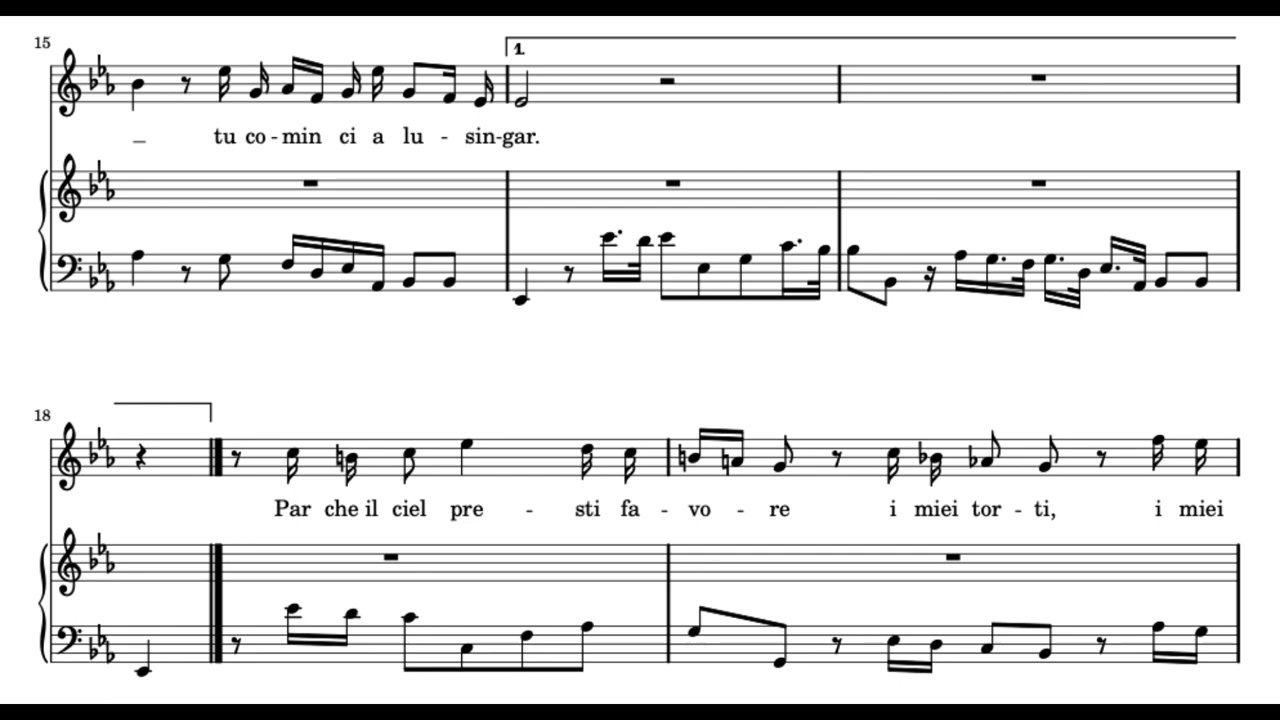 15
1.
_ tu co - min ci a lu - sin-gar.
18
Par che il ciel pre - sti fa - vo - re i miei tor - ti, i miei